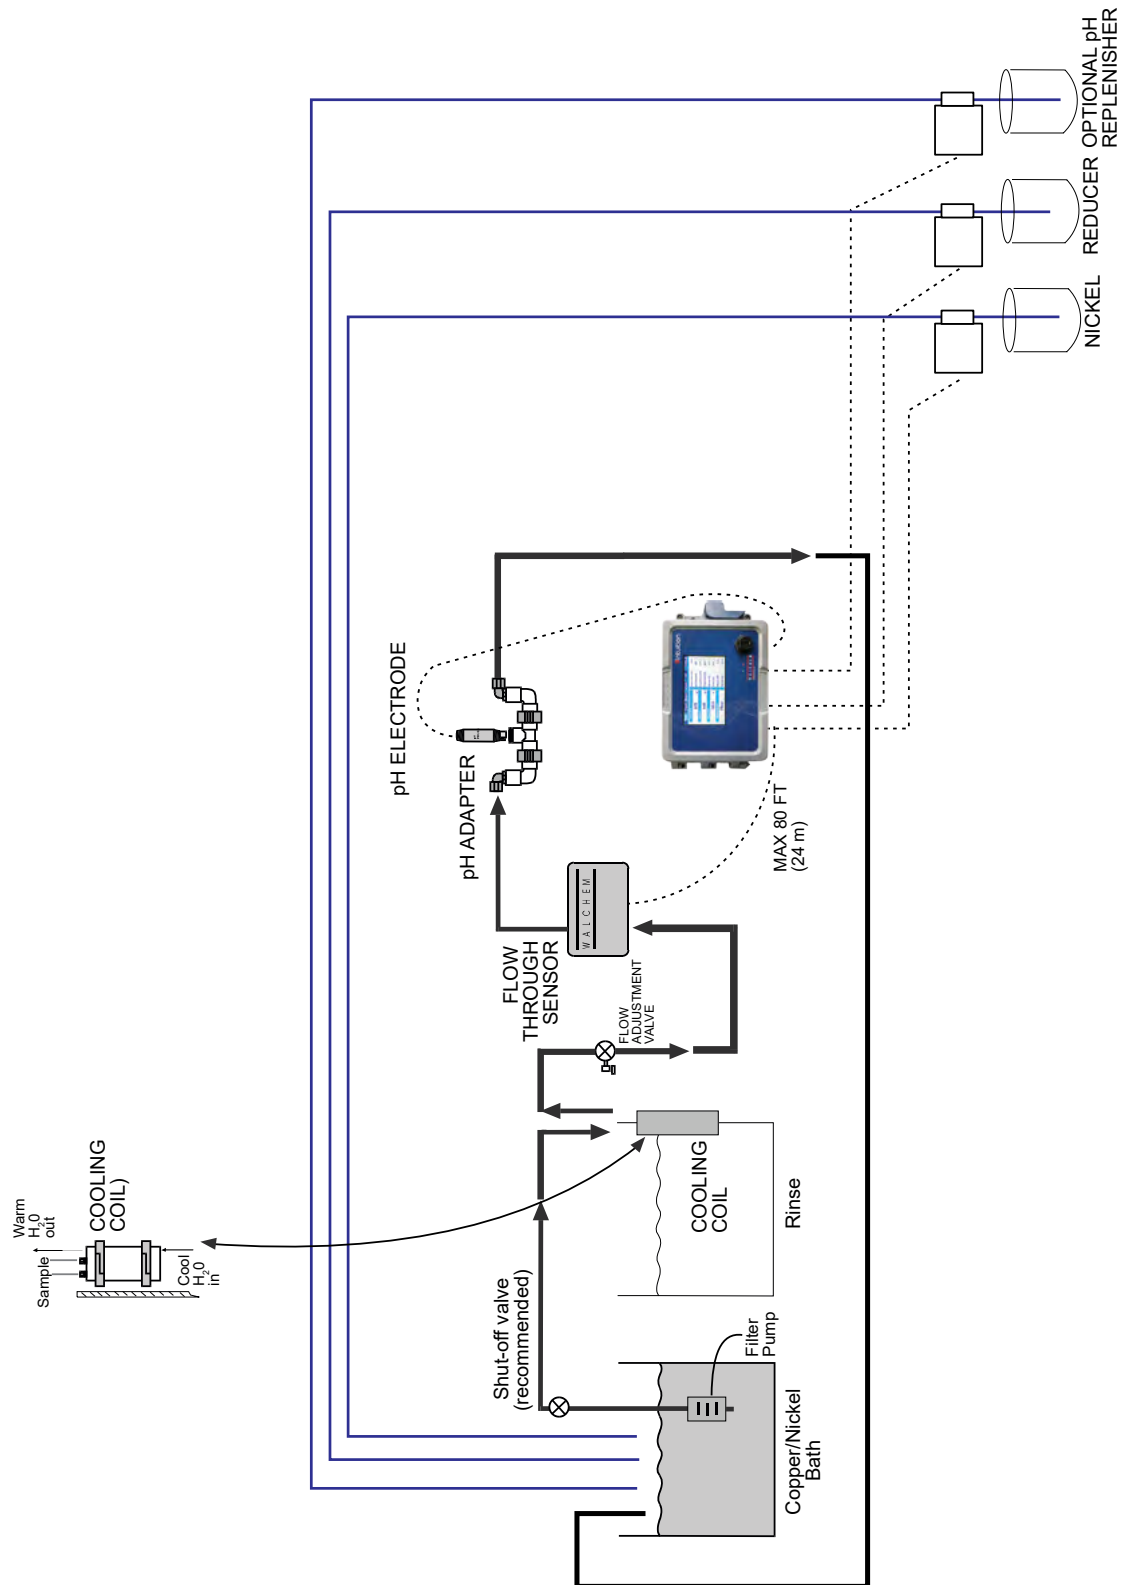 Warm
H20
out
Sample
COOLING
COIL)
Cool
H20
in
Shut-off valve
(recommended)
Filter
Pump
Copper/Nickel
Bath
COOLING
COIL
Rinse
FLOW
ADJUSTMENT
VALVE
FLOW
THROUGH
SENSOR
WALCHEM
pH ADAPTER
pH ELECTRODE
MAX 80 FT
(24 m)
NICKEL
REDUCER
OPTIONAL pH
REPLENISHER